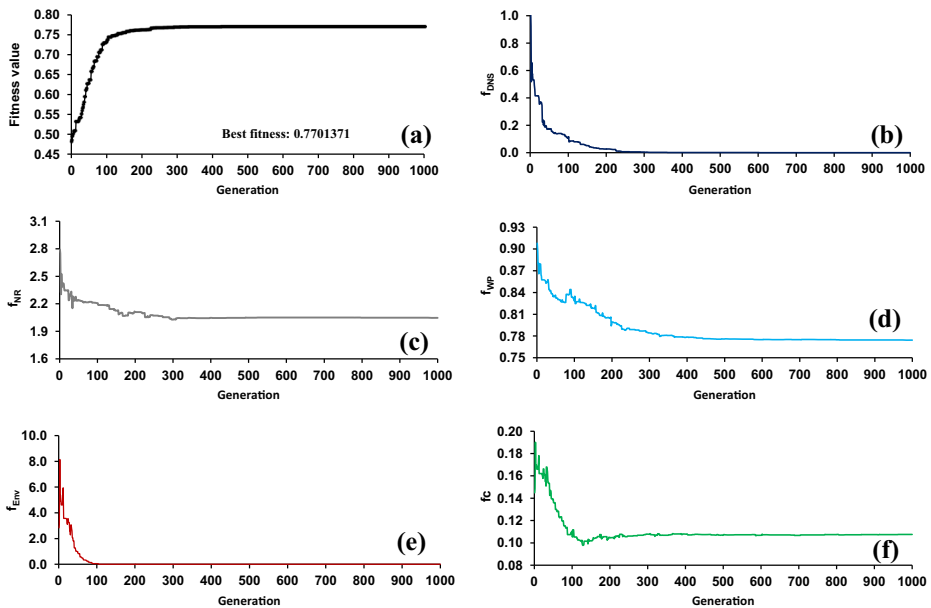 0.80
0.75
0.70
0.65
0.60
0.55
0.50
0.45
Fitness value
Best fitness: 0.7701371
(a)
0 100 200 300 400 500 600 700 800 900 1000
Generation
1.0
0.8
0.6
0.4
0.2
0.0
f_DNS
(b)
0 100 200 300 400 500 600 700 800 900 1000
Generation
3.1
2.8
2.5
2.2
1.9
1.6
f_NR
(c)
0 100 200 300 400 500 600 700 800 900 1000
Generation
0.93
0.90
0.87
0.84
0.81
0.78
0.75
f_WP
(d)
0 100 200 300 400 500 600 700 800 900 1000
Generation
10.0
8.0
6.0
4.0
2.0
0.0
f_Env
(e)
0 100 200 300 400 500 600 700 800 900 1000
Generation
0.20
0.18
0.16
0.14
0.12
0.10
0.08
fc
(f)
0 100 200 300 400 500 600 700 800 900 1000
Generation